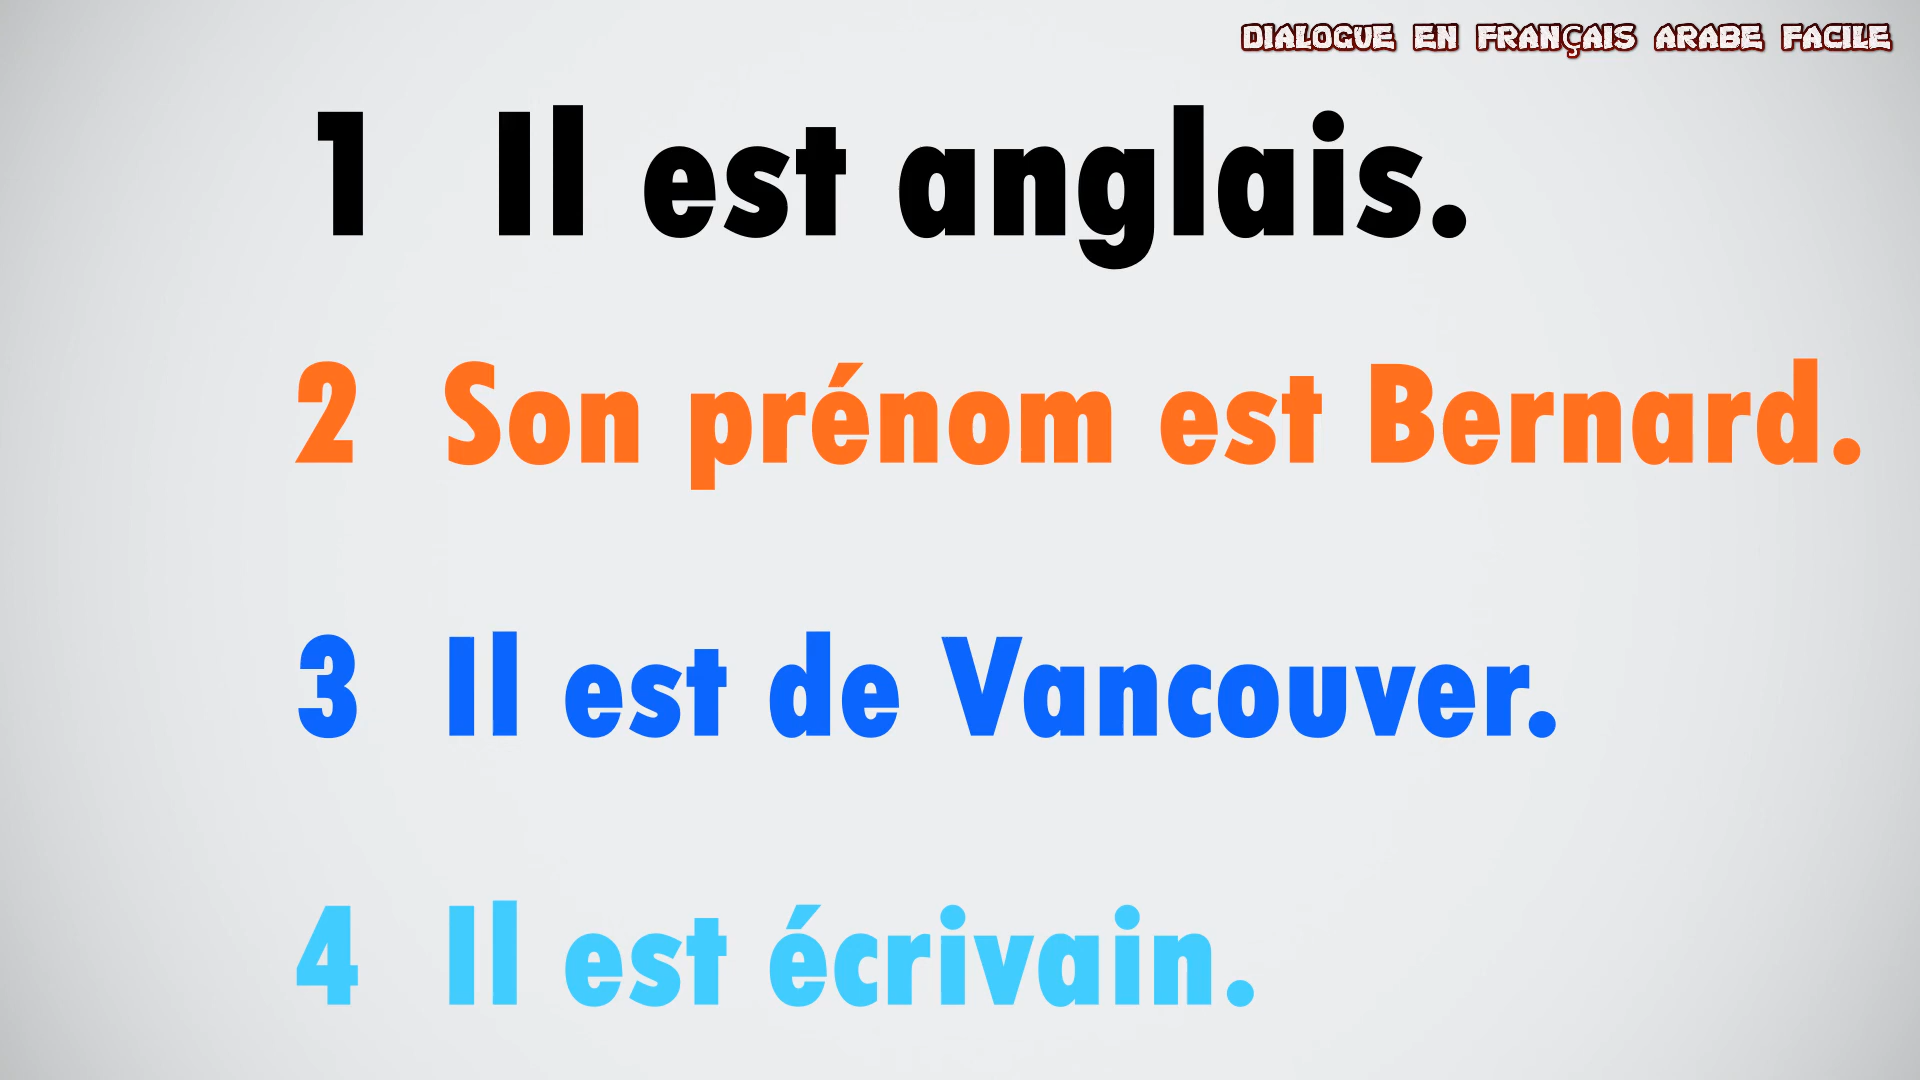 DIALOGUE EN FRANÇAIS ARABE FACILE
1 Il est anglais.
2 Son prénom est Bernard.
3 Il est de Vancouver.
4 Il est écrivain.